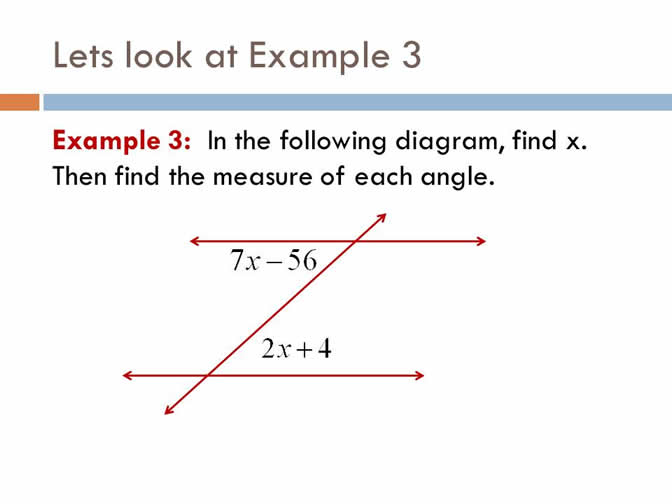 Lets look at Example 3
Example 3: In the following diagram, find x.
Then find the measure of each angle.
7x − 56
2x + 4